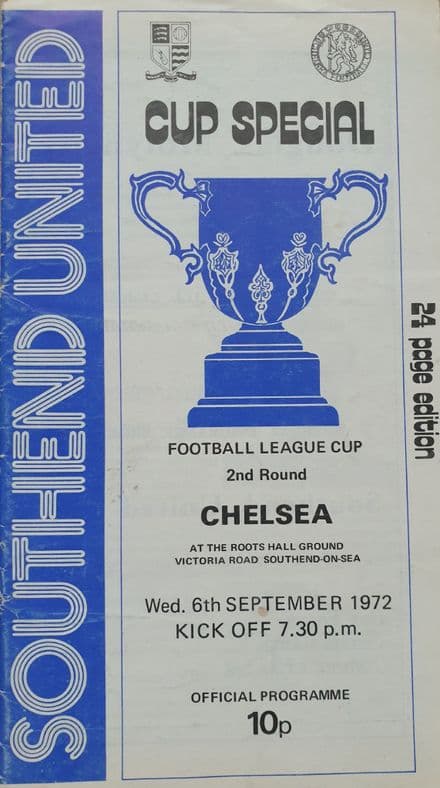 SOUTHEND UNITED
CUP SPECIAL
24 page edition
FOOTBALL LEAGUE CUP
2nd Round
CHELSEA
AT THE ROOTS HALL GROUND
VICTORIA ROAD SOUTHEND-ON-SEA
Wed. 6th SEPTEMBER 1972
KICK OFF 7.30 p.m.
OFFICIAL PROGRAMME
10p